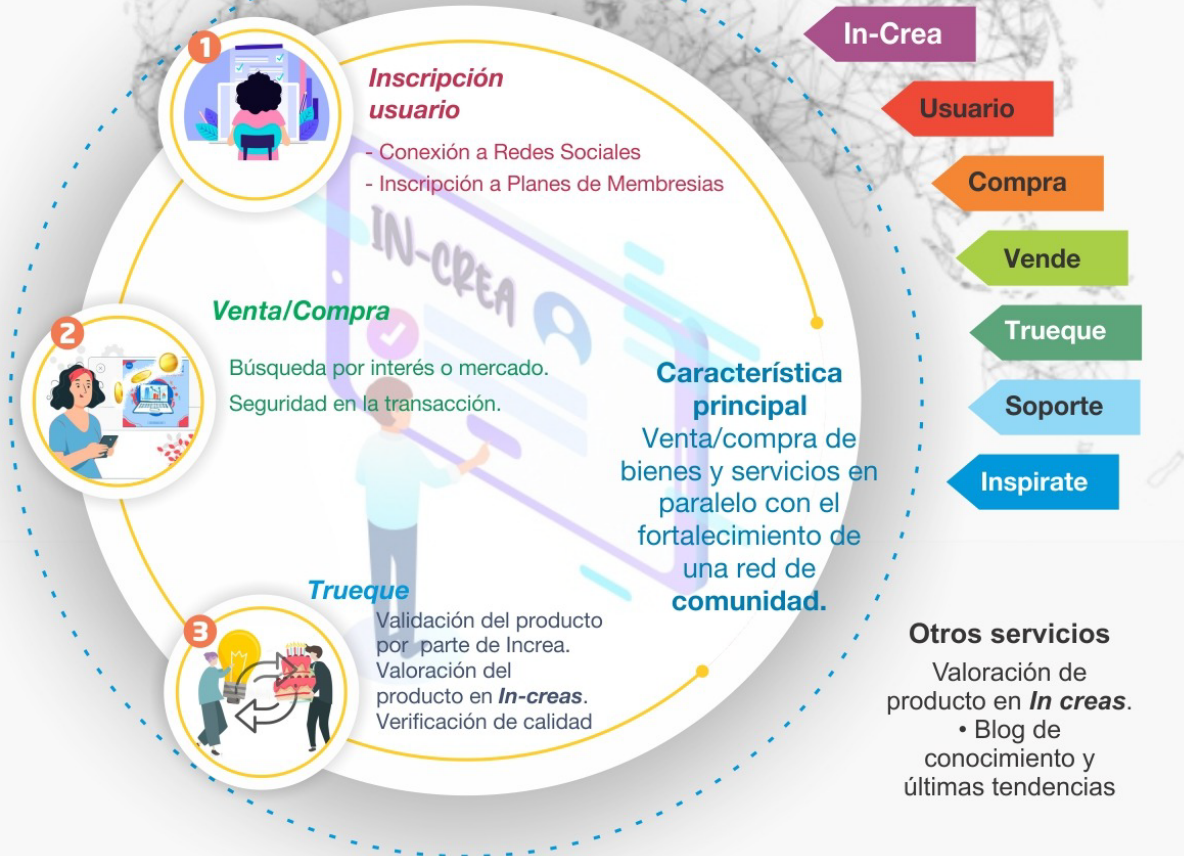 1
Inscripción
usuario
- Conexión a Redes Sociales
- Inscripción a Planes de Membresias
IN-CREA
2
Venta/Compra
Búsqueda por interés o mercado.
Seguridad en la transacción.
Característica
principal
Venta/compra de
bienes y servicios en
paralelo con el
fortalecimiento de
una red de
comunidad.
3
Trueque
Validación del producto
por parte de Increa.
Valoración del
producto en In-creas.
Verificación de calidad
In-Crea
Usuario
Compra
Vende
Trueque
Soporte
Inspirate
Otros servicios
Valoración de
producto en In creas.
• Blog de
conocimiento y
últimas tendencias